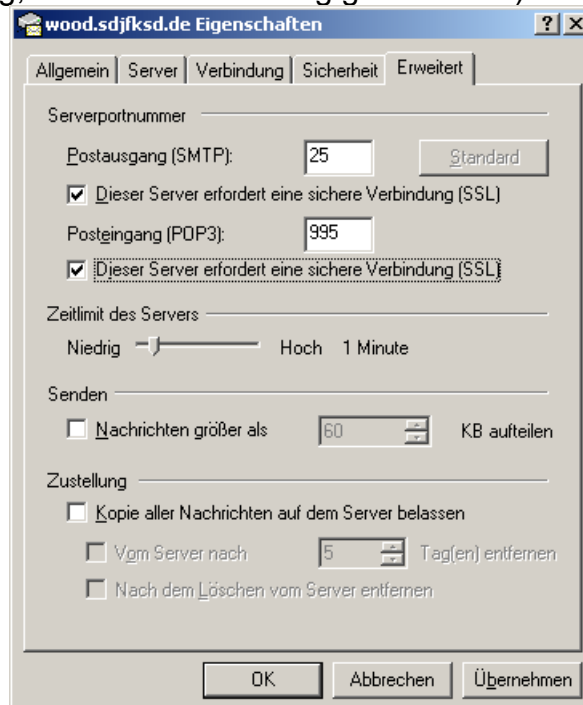 wood.sdjfksd.de Eigenschaften
Allgemein Server Verbindung Sicherheit Erweitert
Serverportnummer
Postausgang (SMTP): 25 Standard
Dieser Server erfordert eine sichere Verbindung (SSL)
Posteingang (POP3): 995
Dieser Server erfordert eine sichere Verbindung (SSL)
Zeitlimit des Servers
Niedrig Hoch 1 Minute
Senden
Nachrichten größer als 60 KB aufteilen
Zustellung
Kopie aller Nachrichten auf dem Server belassen
Vom Server nach 5 Tag(en) entfernen
Nach dem Löschen vom Server entfernen
OK Abbrechen Übernehmen